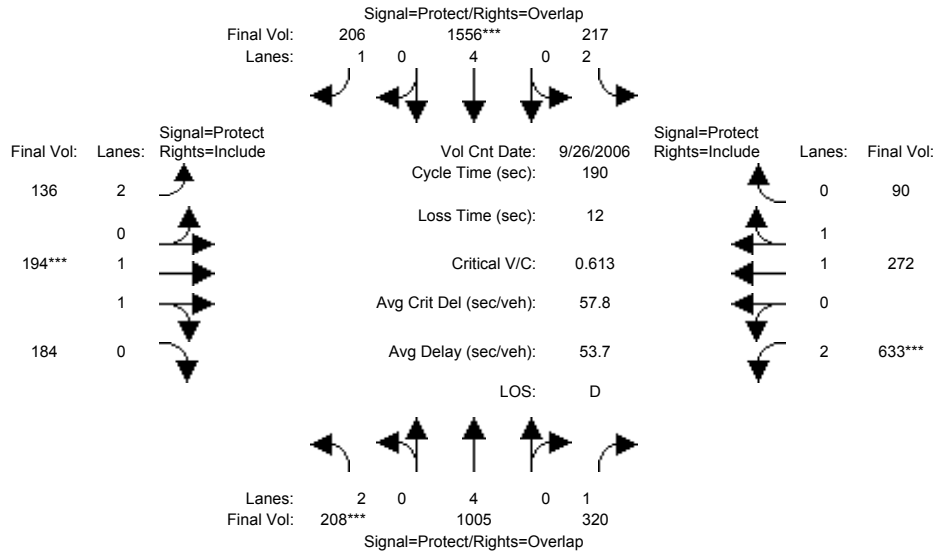 Signal=Protect/Rights=Overlap
Final Vol: 206 1556*** 217
Lanes: 1 0 4 0 2
Signal=Protect Signal=Protect
Final Vol: Lanes: Rights=Include Vol Cnt Date: 9/26/2006 Rights=Include Lanes: Final Vol:
Cycle Time (sec): 190
136 2 0 90
Loss Time (sec): 12
0 1
194*** 1 Critical V/C: 0.613 1 272
1 Avg Crit Del (sec/veh): 57.8 0
184 0 Avg Delay (sec/veh): 53.7 2 633***
LOS: D
Lanes: 2 0 4 0 1
Final Vol: 208*** 1005 320
Signal=Protect/Rights=Overlap